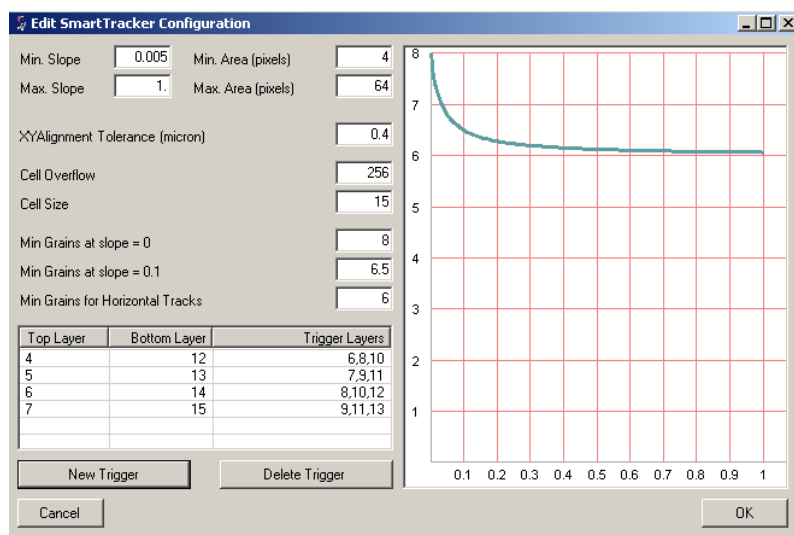 Edit SmartTracker Configuration
Min. Slope 0.005 Min. Area (pixels) 4
Max. Slope 1. Max. Area (pixels) 64
XYAlignment Tolerance (micron) 0.4
Cell Overflow 256
Cell Size 15
Min Grains at slope = 0 8
Min Grains at slope = 0.1 6.5
Min Grains for Horizontal Tracks 6
Top Layer Bottom Layer Trigger Layers
4 12 6,8,10
5 13 7,9,11
6 14 8,10,12
7 15 9,11,13
New Trigger Delete Trigger
Cancel
8
7
6
5
4
3
2
1
0.1 0.2 0.3 0.4 0.5 0.6 0.7 0.8 0.9 1
OK